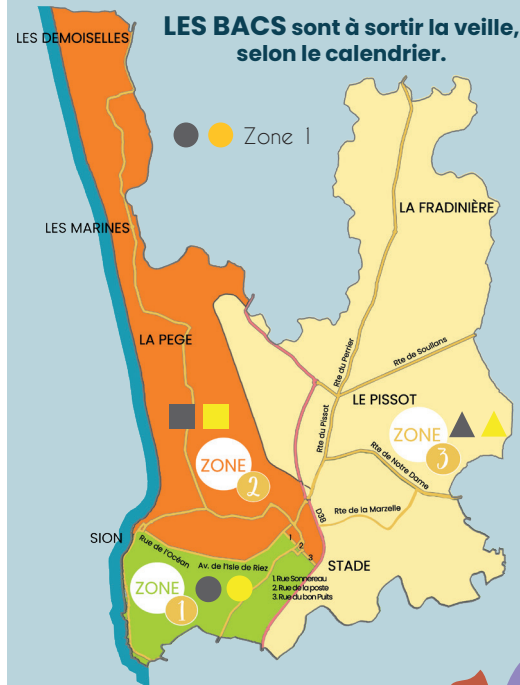 LES BACS sont à sortir la veille,
selon le calendrier.
LES DEMOISELLES
Zone 1
LA FRADINIÈRE
LES MARINES
LA PEGE
Rte du Perrier
Rte de Soullans
LE PISSOT
Rte du Pissot
ZONE
3
Rte de Notre Dame
ZONE
2
Rte de la Marzelle
D38
SION
Rue de l'Océan
Av. de l'Isle de Riez
1
2
3
STADE
ZONE
1
1. Rue Sonnereau
2. Rue de la poste
3. Rue du bon Puits